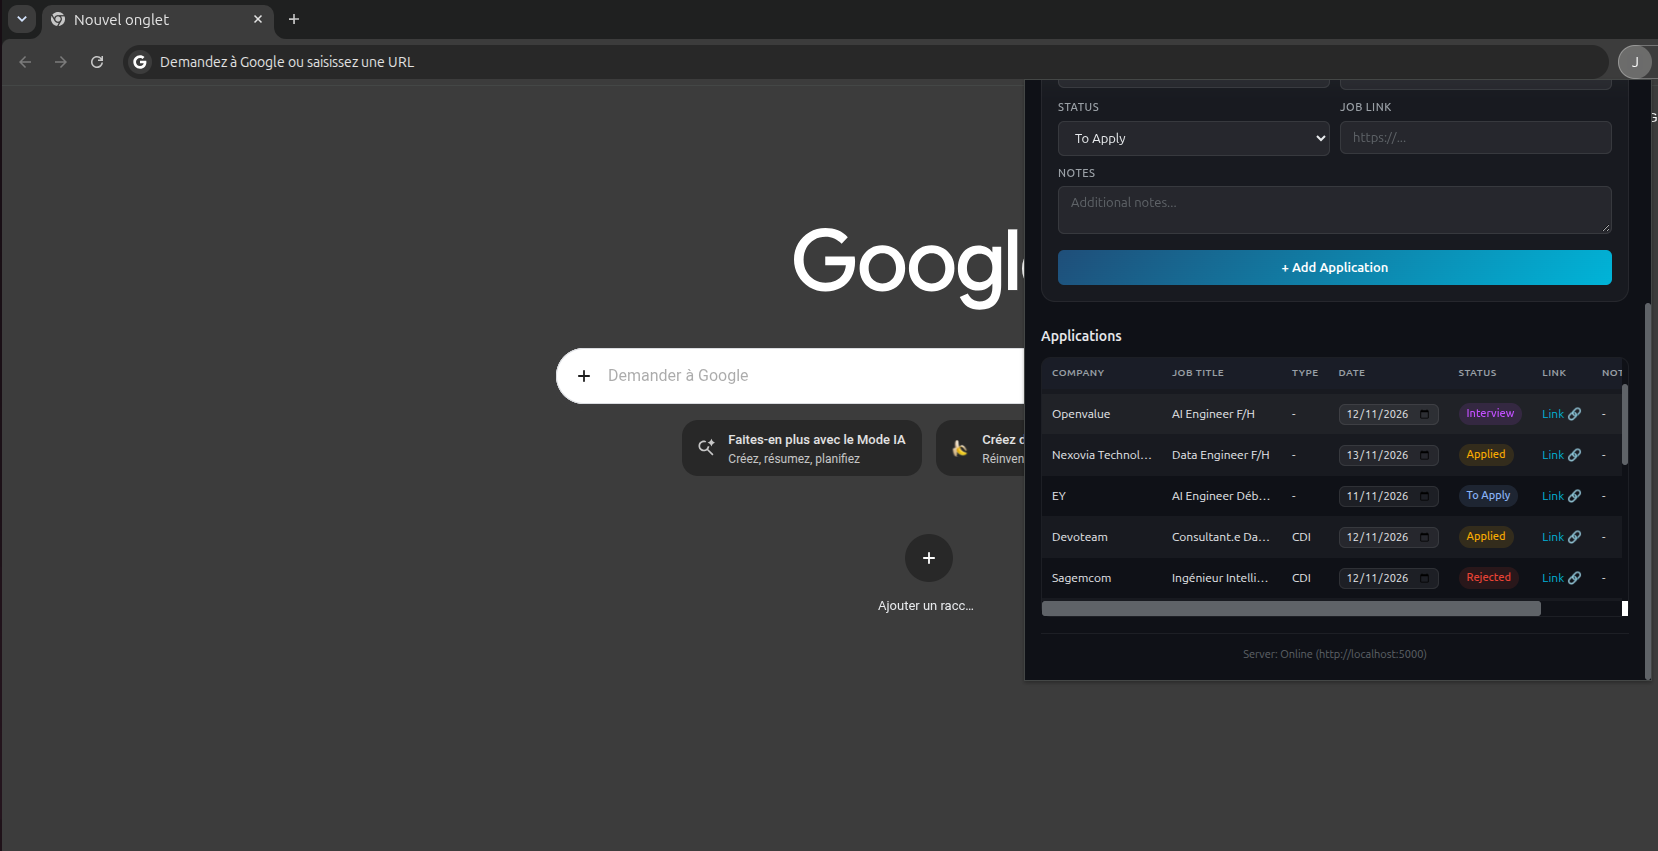 Nouvel onglet
Demandez à Google ou saisissez une URL
J
Google
Demander à Google
Faites-en plus avec le Mode IA
Créez, résumez, planifiez
Créez
Ajouter un racc...
STATUS JOB LINK
To Apply https://...
NOTES
Additional notes...
+ Add Application
Applications
COMPANY JOB TITLE TYPE DATE STATUS LINK NOT
Openvalue AI Engineer F/H - 12/11/2026 Interview Link -
Nexovia Technol... Data Engineer F/H - 13/11/2026 Applied Link -
EY AI Engineer Déb... - 11/11/2026 To Apply Link -
Devoteam Consultant.e Da... CDI 12/11/2026 Applied Link -
Sagemcom Ingénieur Intelli... CDI 12/11/2026 Rejected Link -
Server: Online (http://localhost:5000)